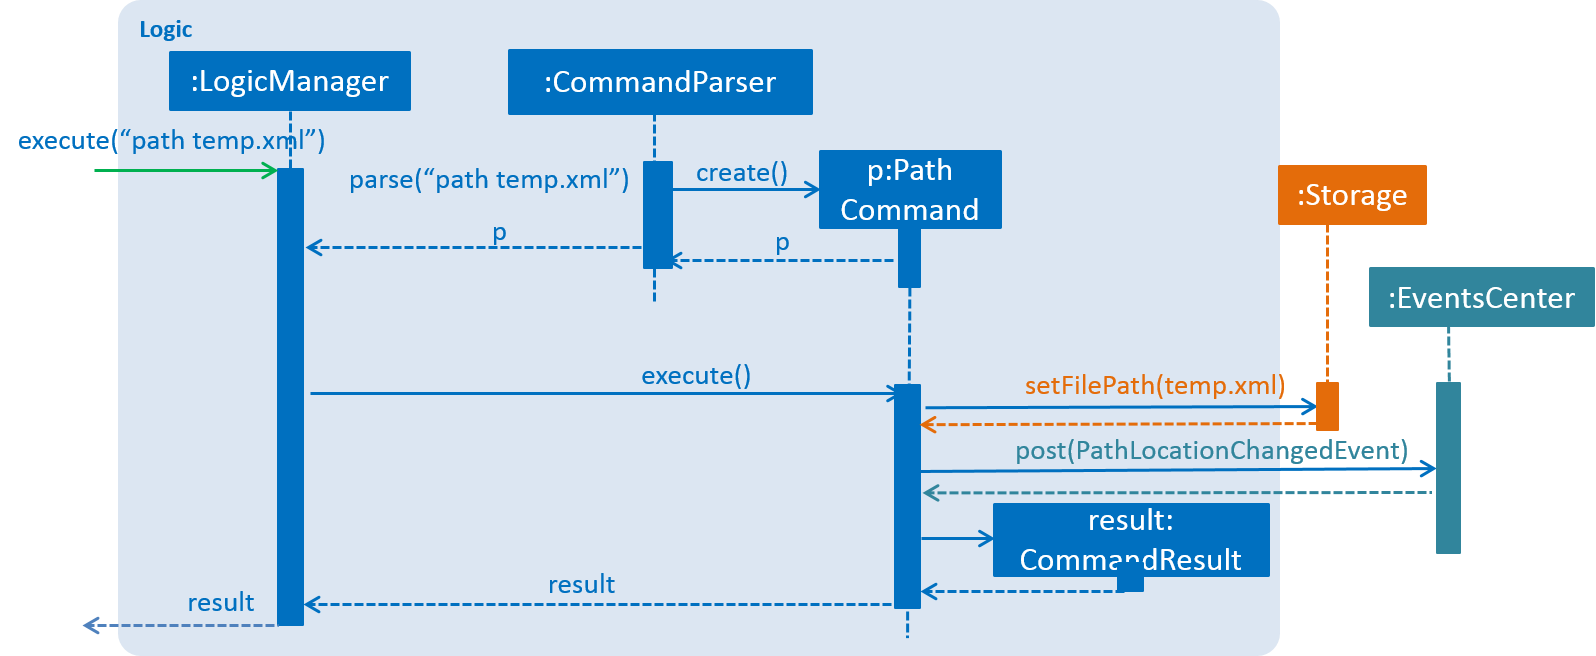 Logic
:LogicManager
:CommandParser
execute(“path temp.xml”)
parse(“path temp.xml”)
create()
p:Path
Command
:Storage
p
p
:EventsCenter
execute()
setFilePath(temp.xml)
post(PathLocationChangedEvent)
result:
CommandResult
result
result